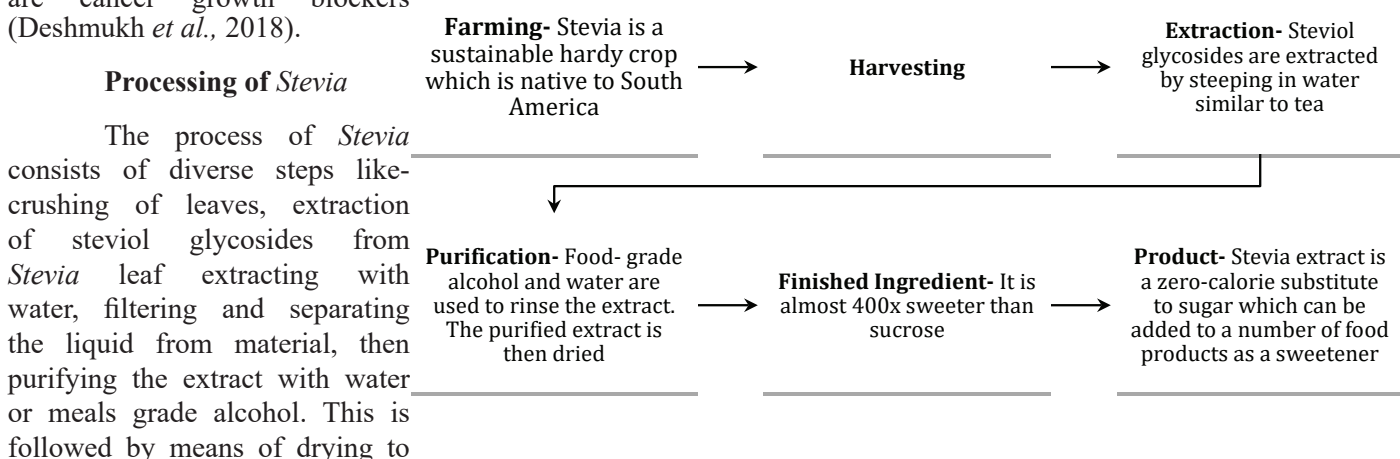 are cancer growth blockers
(Deshmukh et al., 2018).
Processing of Stevia
The process of Stevia
consists of diverse steps like-
crushing of leaves, extraction
of steviol glycosides from
Stevia leaf extracting with
water, filtering and separating
the liquid from material, then
purifying the extract with water
or meals grade alcohol. This is
followed by means of drying to
Farming- Stevia is a
sustainable hardy crop
which is native to South
America
Harvesting
Extraction- Steviol
glycosides are extracted
by steeping in water
similar to tea
Purification- Food- grade
alcohol and water are
used to rinse the extract.
The purified extract is
then dried
Finished Ingredient- It is
almost 400x sweeter than
sucrose
Product- Stevia extract is
a zero-calorie substitute
to sugar which can be
added to a number of food
products as a sweetener